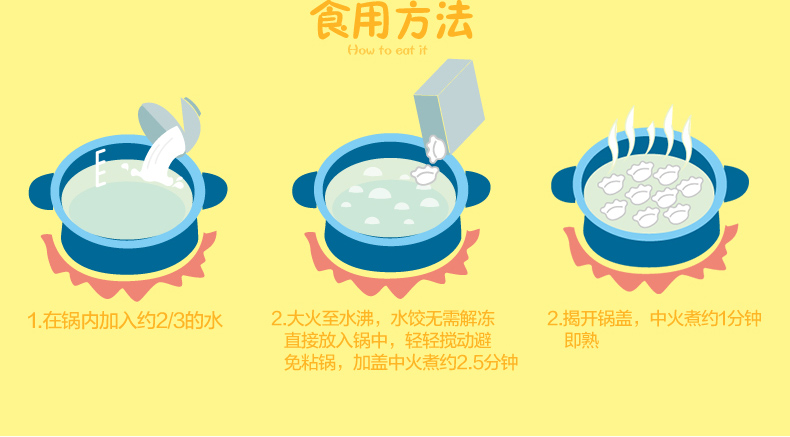 食用方法
How to eat it
1.在锅内加入约2/3的水
2.大火至水沸，水饺无需解冻
直接放入锅中，轻轻搅动避
免粘锅，加盖中火煮约2.5分钟
2.揭开锅盖，中火煮约1分钟
即熟